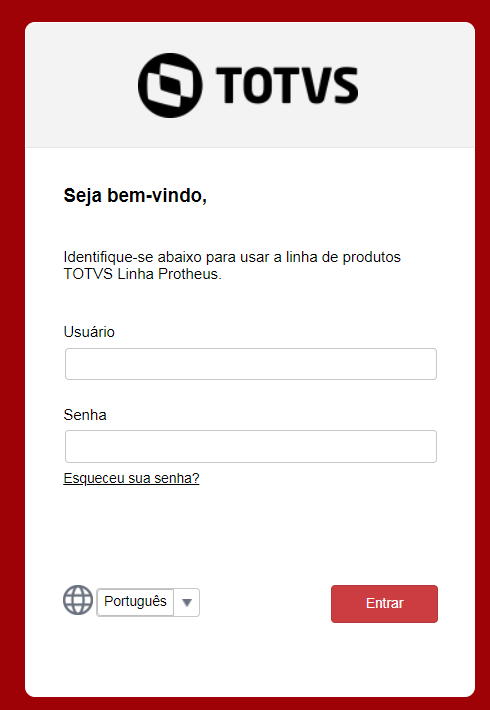 TOTVS
Seja bem-vindo,
Identifique-se abaixo para usar a linha de produtos
TOTVS Linha Protheus.
Usuário
Senha
Esqueceu sua senha?
Português
Entrar